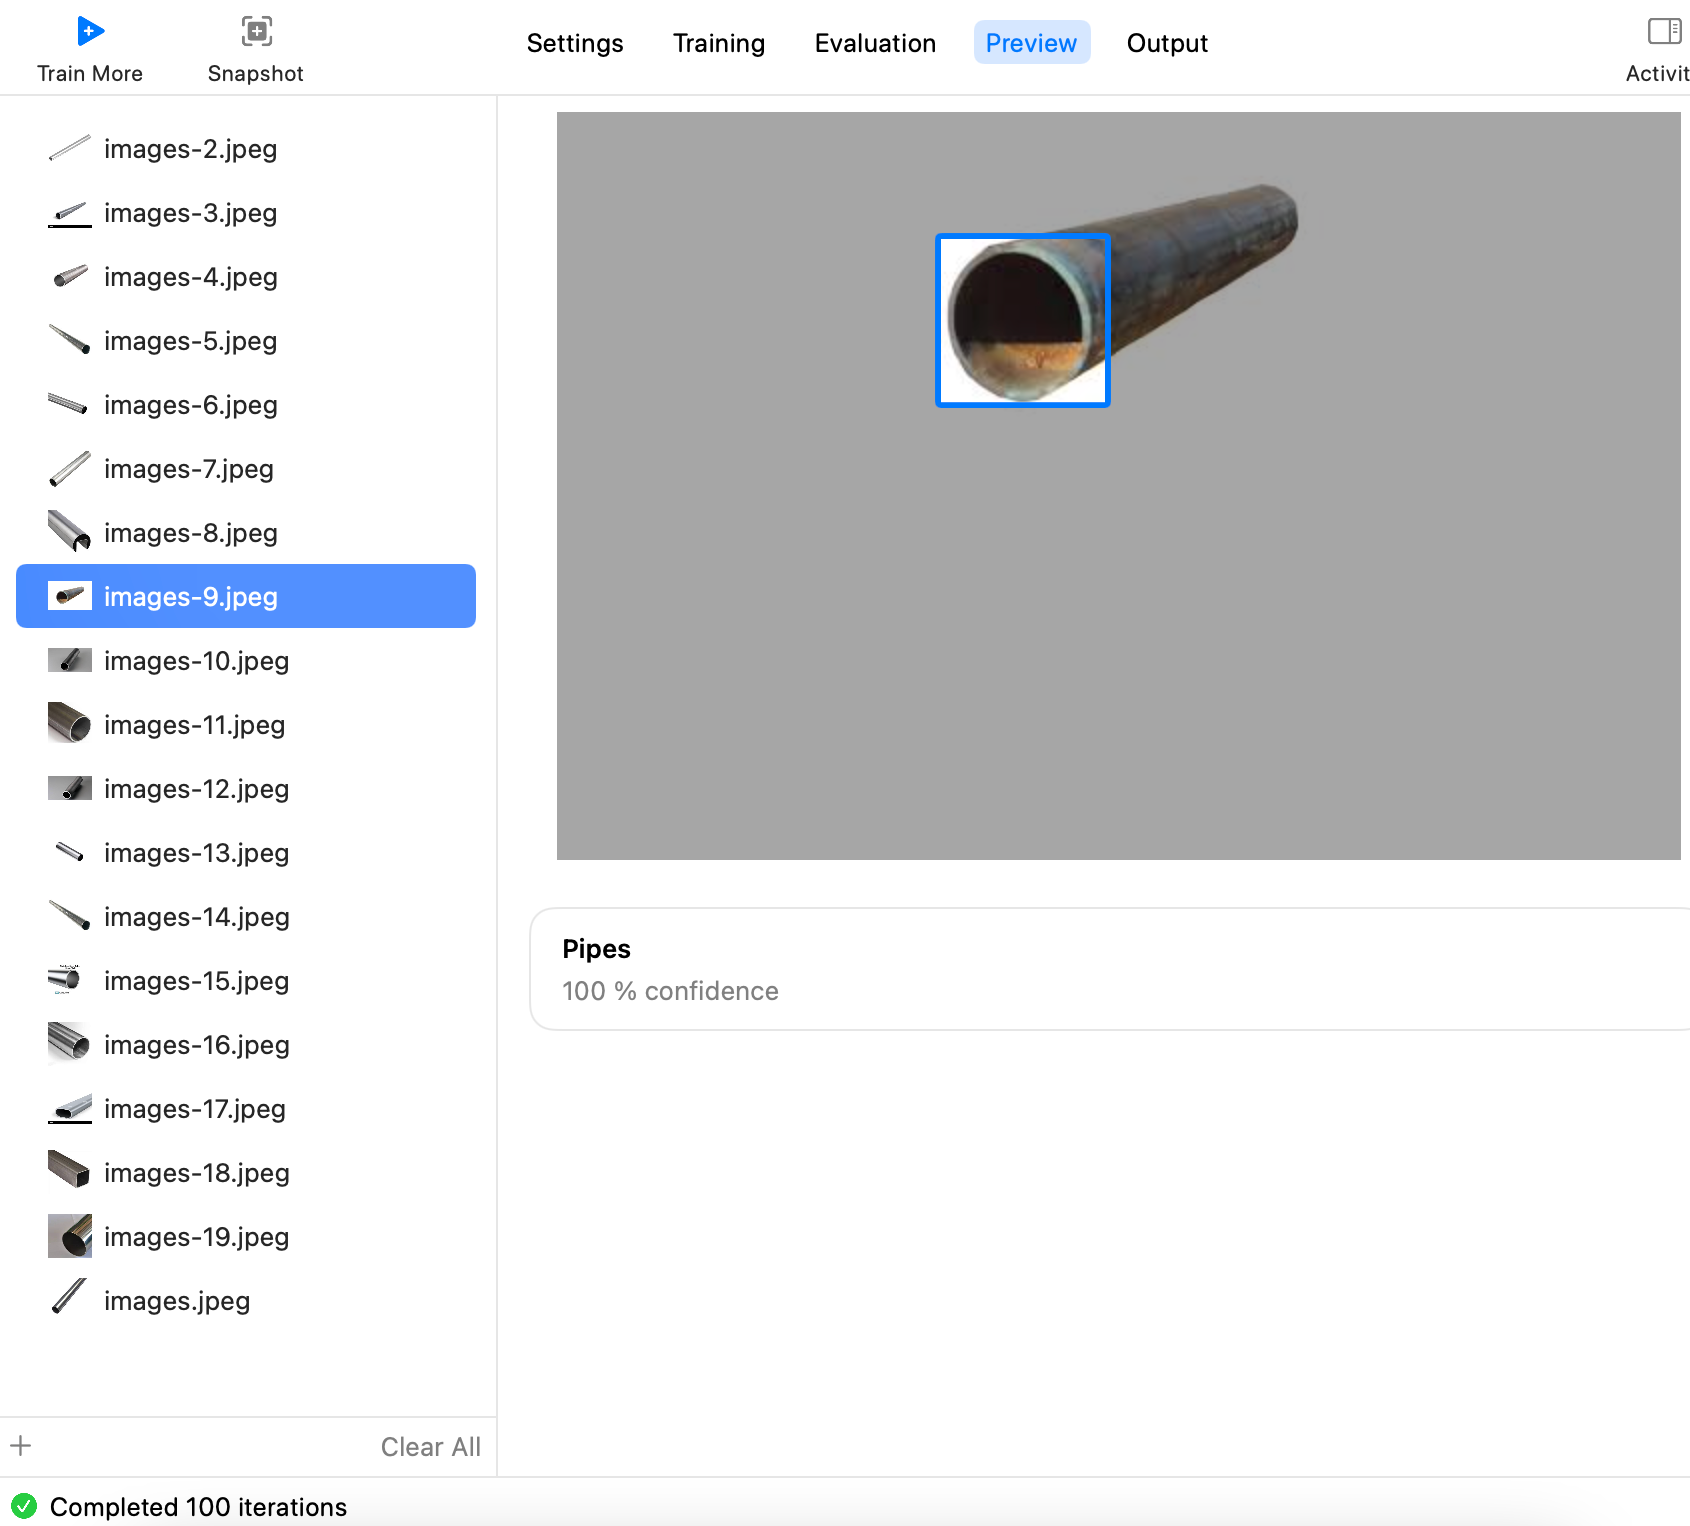 Train More
Snapshot
Settings
Training
Evaluation
Preview
Output
Activit
images-2.jpeg
images-3.jpeg
images-4.jpeg
images-5.jpeg
images-6.jpeg
images-7.jpeg
images-8.jpeg
images-9.jpeg
images-10.jpeg
images-11.jpeg
images-12.jpeg
images-13.jpeg
images-14.jpeg
images-15.jpeg
images-16.jpeg
images-17.jpeg
images-18.jpeg
images-19.jpeg
images.jpeg
Pipes
100 % confidence
Clear All
Completed 100 iterations